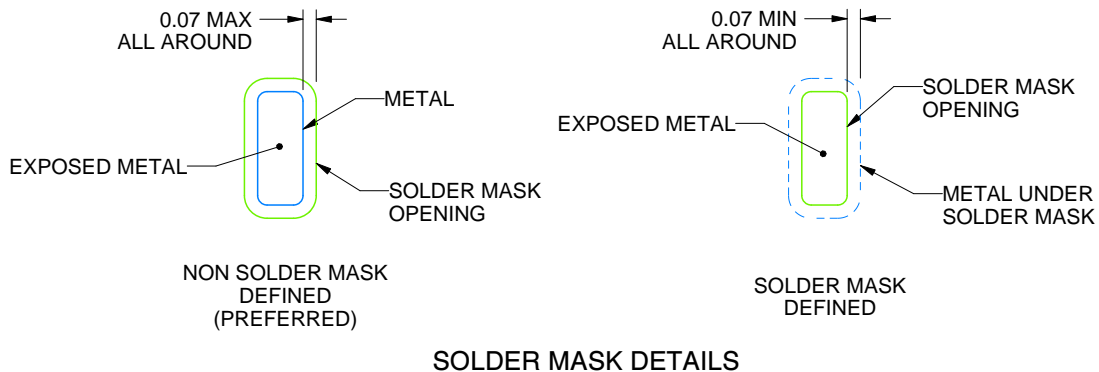 0.07 MAX
ALL AROUND
METAL
EXPOSED METAL
SOLDER MASK
OPENING
NON SOLDER MASK
DEFINED
(PREFERRED)
0.07 MIN
ALL AROUND
SOLDER MASK
OPENING
EXPOSED METAL
METAL UNDER
SOLDER MASK
SOLDER MASK
DEFINED
SOLDER MASK DETAILS